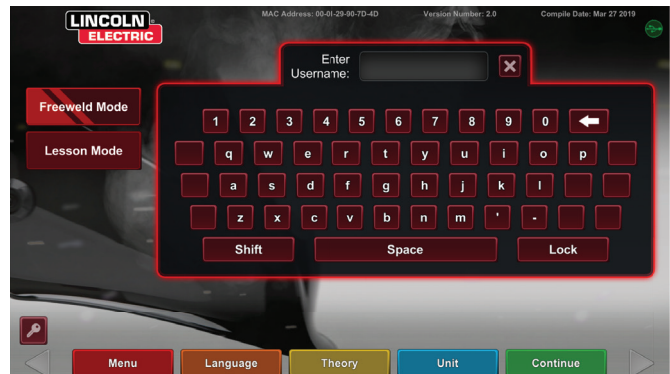 LINCOLN
ELECTRIC
MAC Address: 00-0I-29-90-7D-4D Version Number: 2.0 Compile Date: Mar 27 2019
Enter
Username:
Freeweld Mode
Lesson Mode
1 2 3 4 5 6 7 8 9 0
q w e r t y u i o p
a s d f g h j k l
z x c v b n m ' -
Shift Space Lock
Menu Language Theory Unit Continue